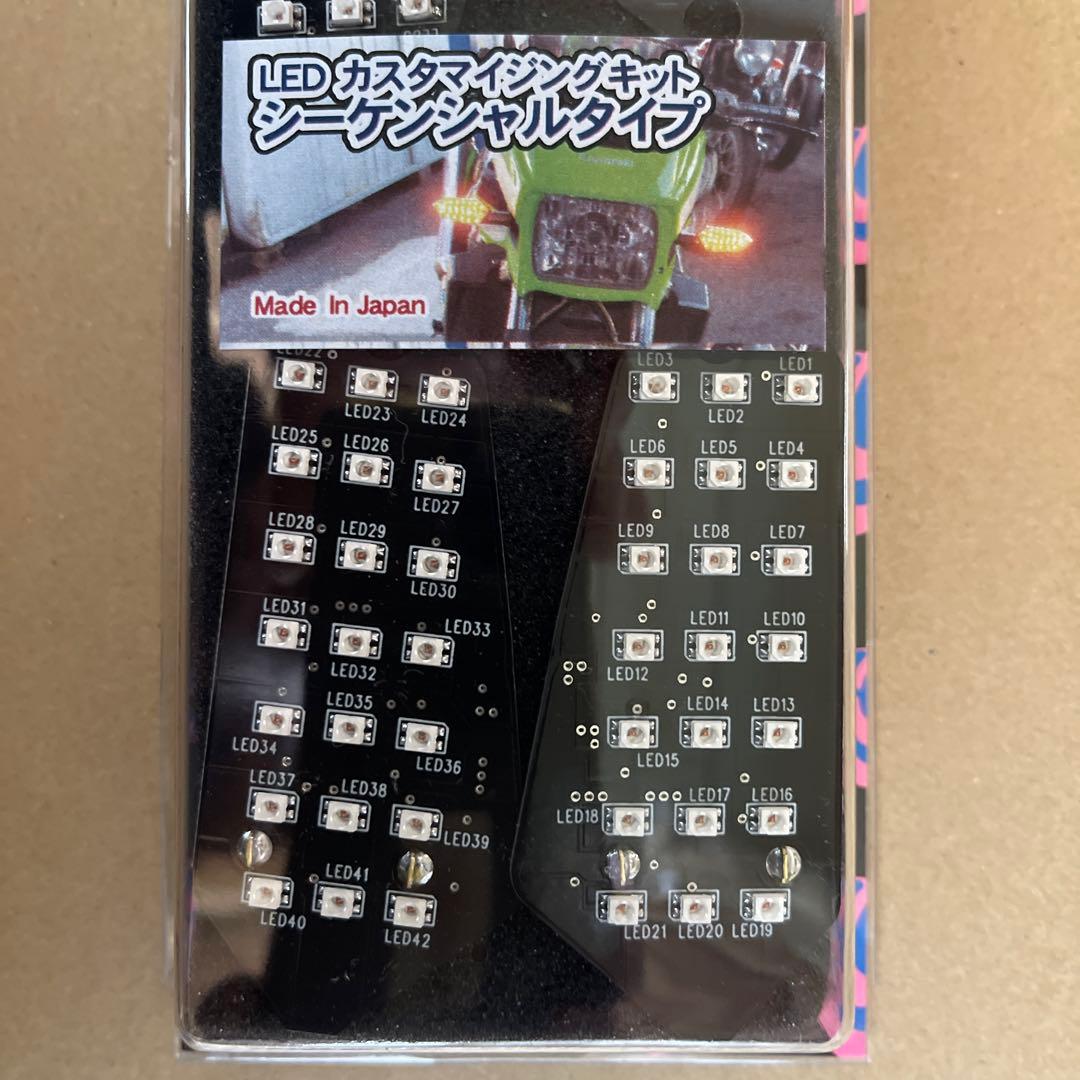 LED カスタマイジングキット
シーケンシャルタイプ
Kawasaki
Made In Japan
LED22
LED23
LED24
LED3
LED2
LED1
LED25
LED26
LED27
LED6
LED5
LED4
LED28
LED29
LED30
LED9
LED8
LED7
LED31
LED32
LED33
LED12
LED11
LED10
LED34
LED35
LED36
LED15
LED14
LED13
LED37
LED38
LED39
LED18
LED17
LED16
LED40
LED41
LED42
LED21
LED20
LED19